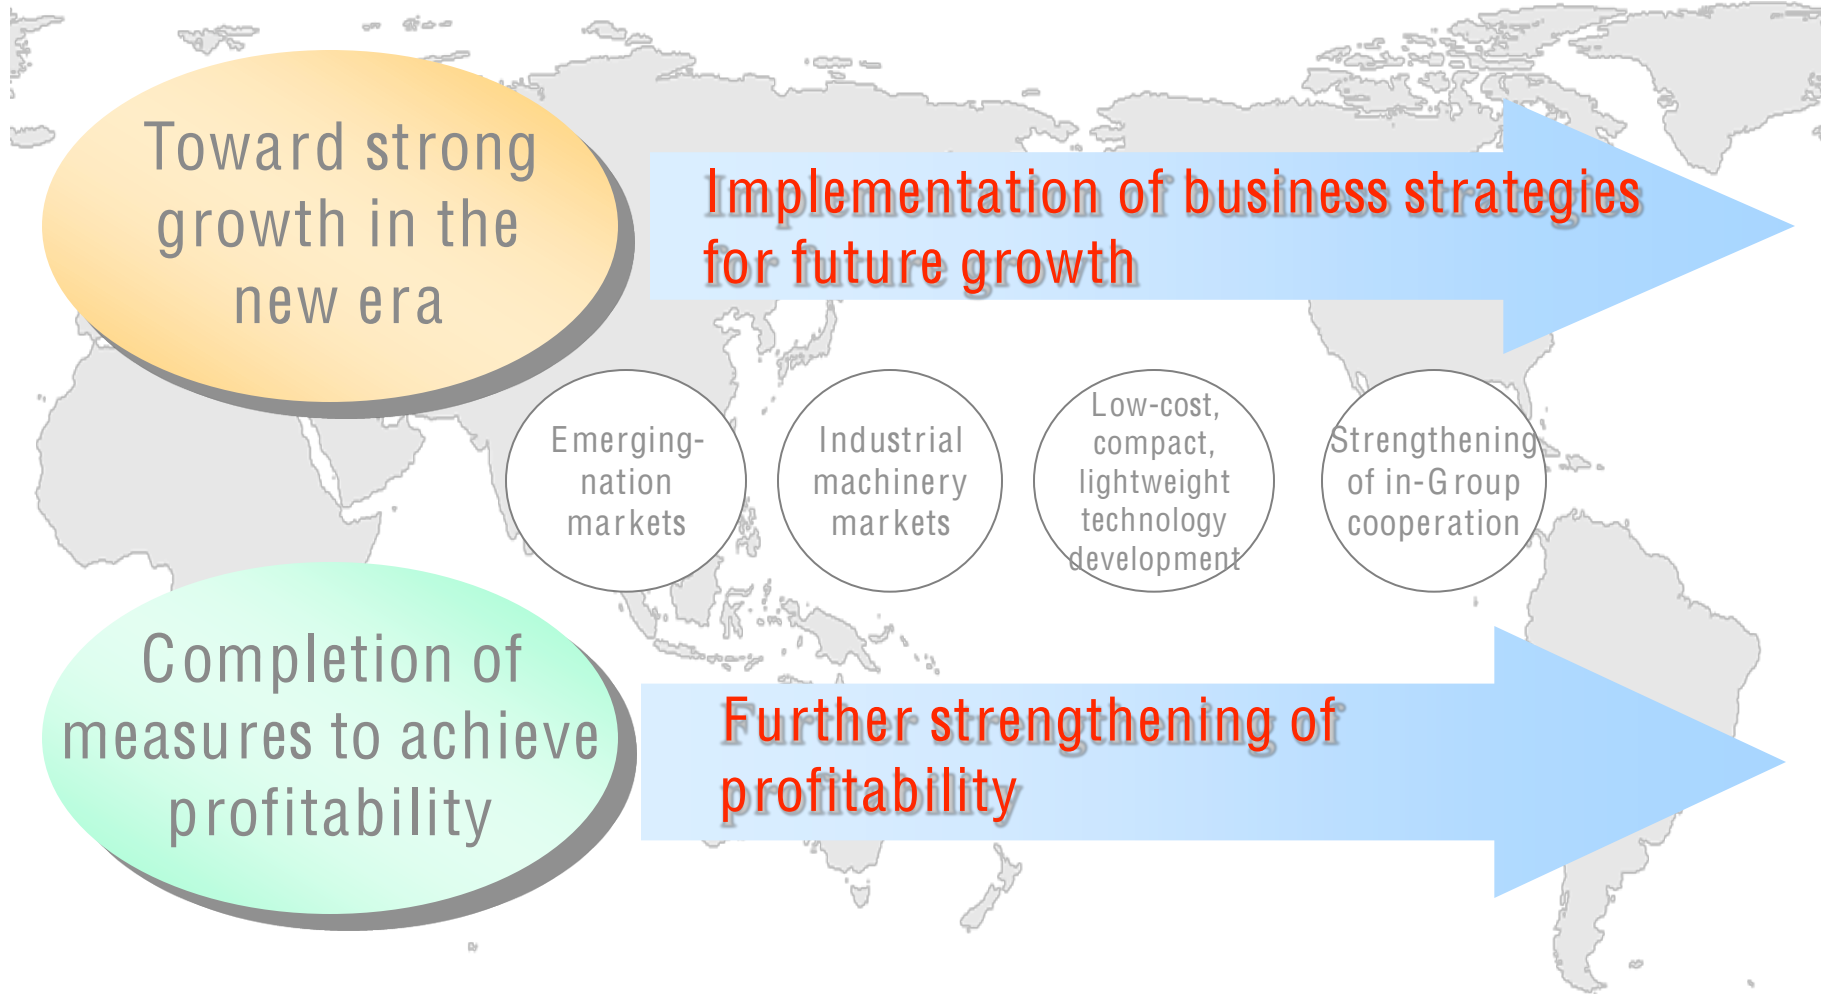 Toward strong
growth in the
new era
Implementation of business strategies
for future growth
Emerging-
nation
markets
Industrial
machinery
markets
Low-cost,
compact,
lightweight
technology
development
Strengthening
of in-Group
cooperation
Completion of
measures to achieve
profitability
Further strengthening of
profitability